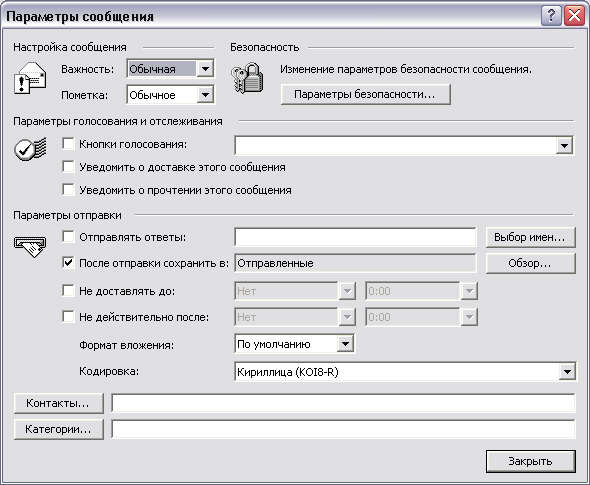 Параметры сообщения
Настройка сообщения
Безопасность
Важность: Обычная
Изменение параметров безопасности сообщения.
Пометка: Обычное
Параметры безопасности...
Параметры голосования и отслеживания
Кнопки голосования:
Уведомить о доставке этого сообщения
Уведомить о прочтении этого сообщения
Параметры отправки
Отправлять ответы:
Выбор имен...
После отправки сохранить в: Отправленные
Обзор...
Не доставлять до: Нет 0:00
Не действительно после: Нет 0:00
Формат вложения: По умолчанию
Кодировка: Кириллица (KOI8-R)
Контакты...
Категории...
Закрыть